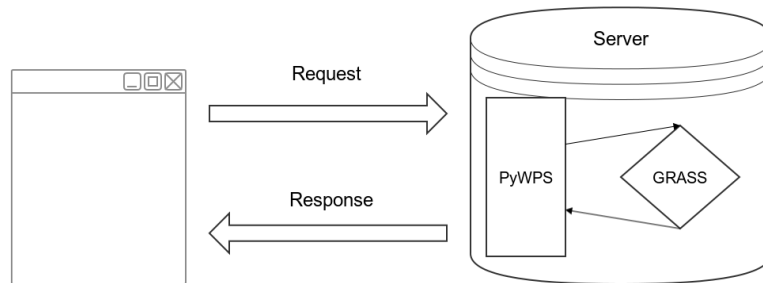 Server
Request
PyWPS
GRASS
Response